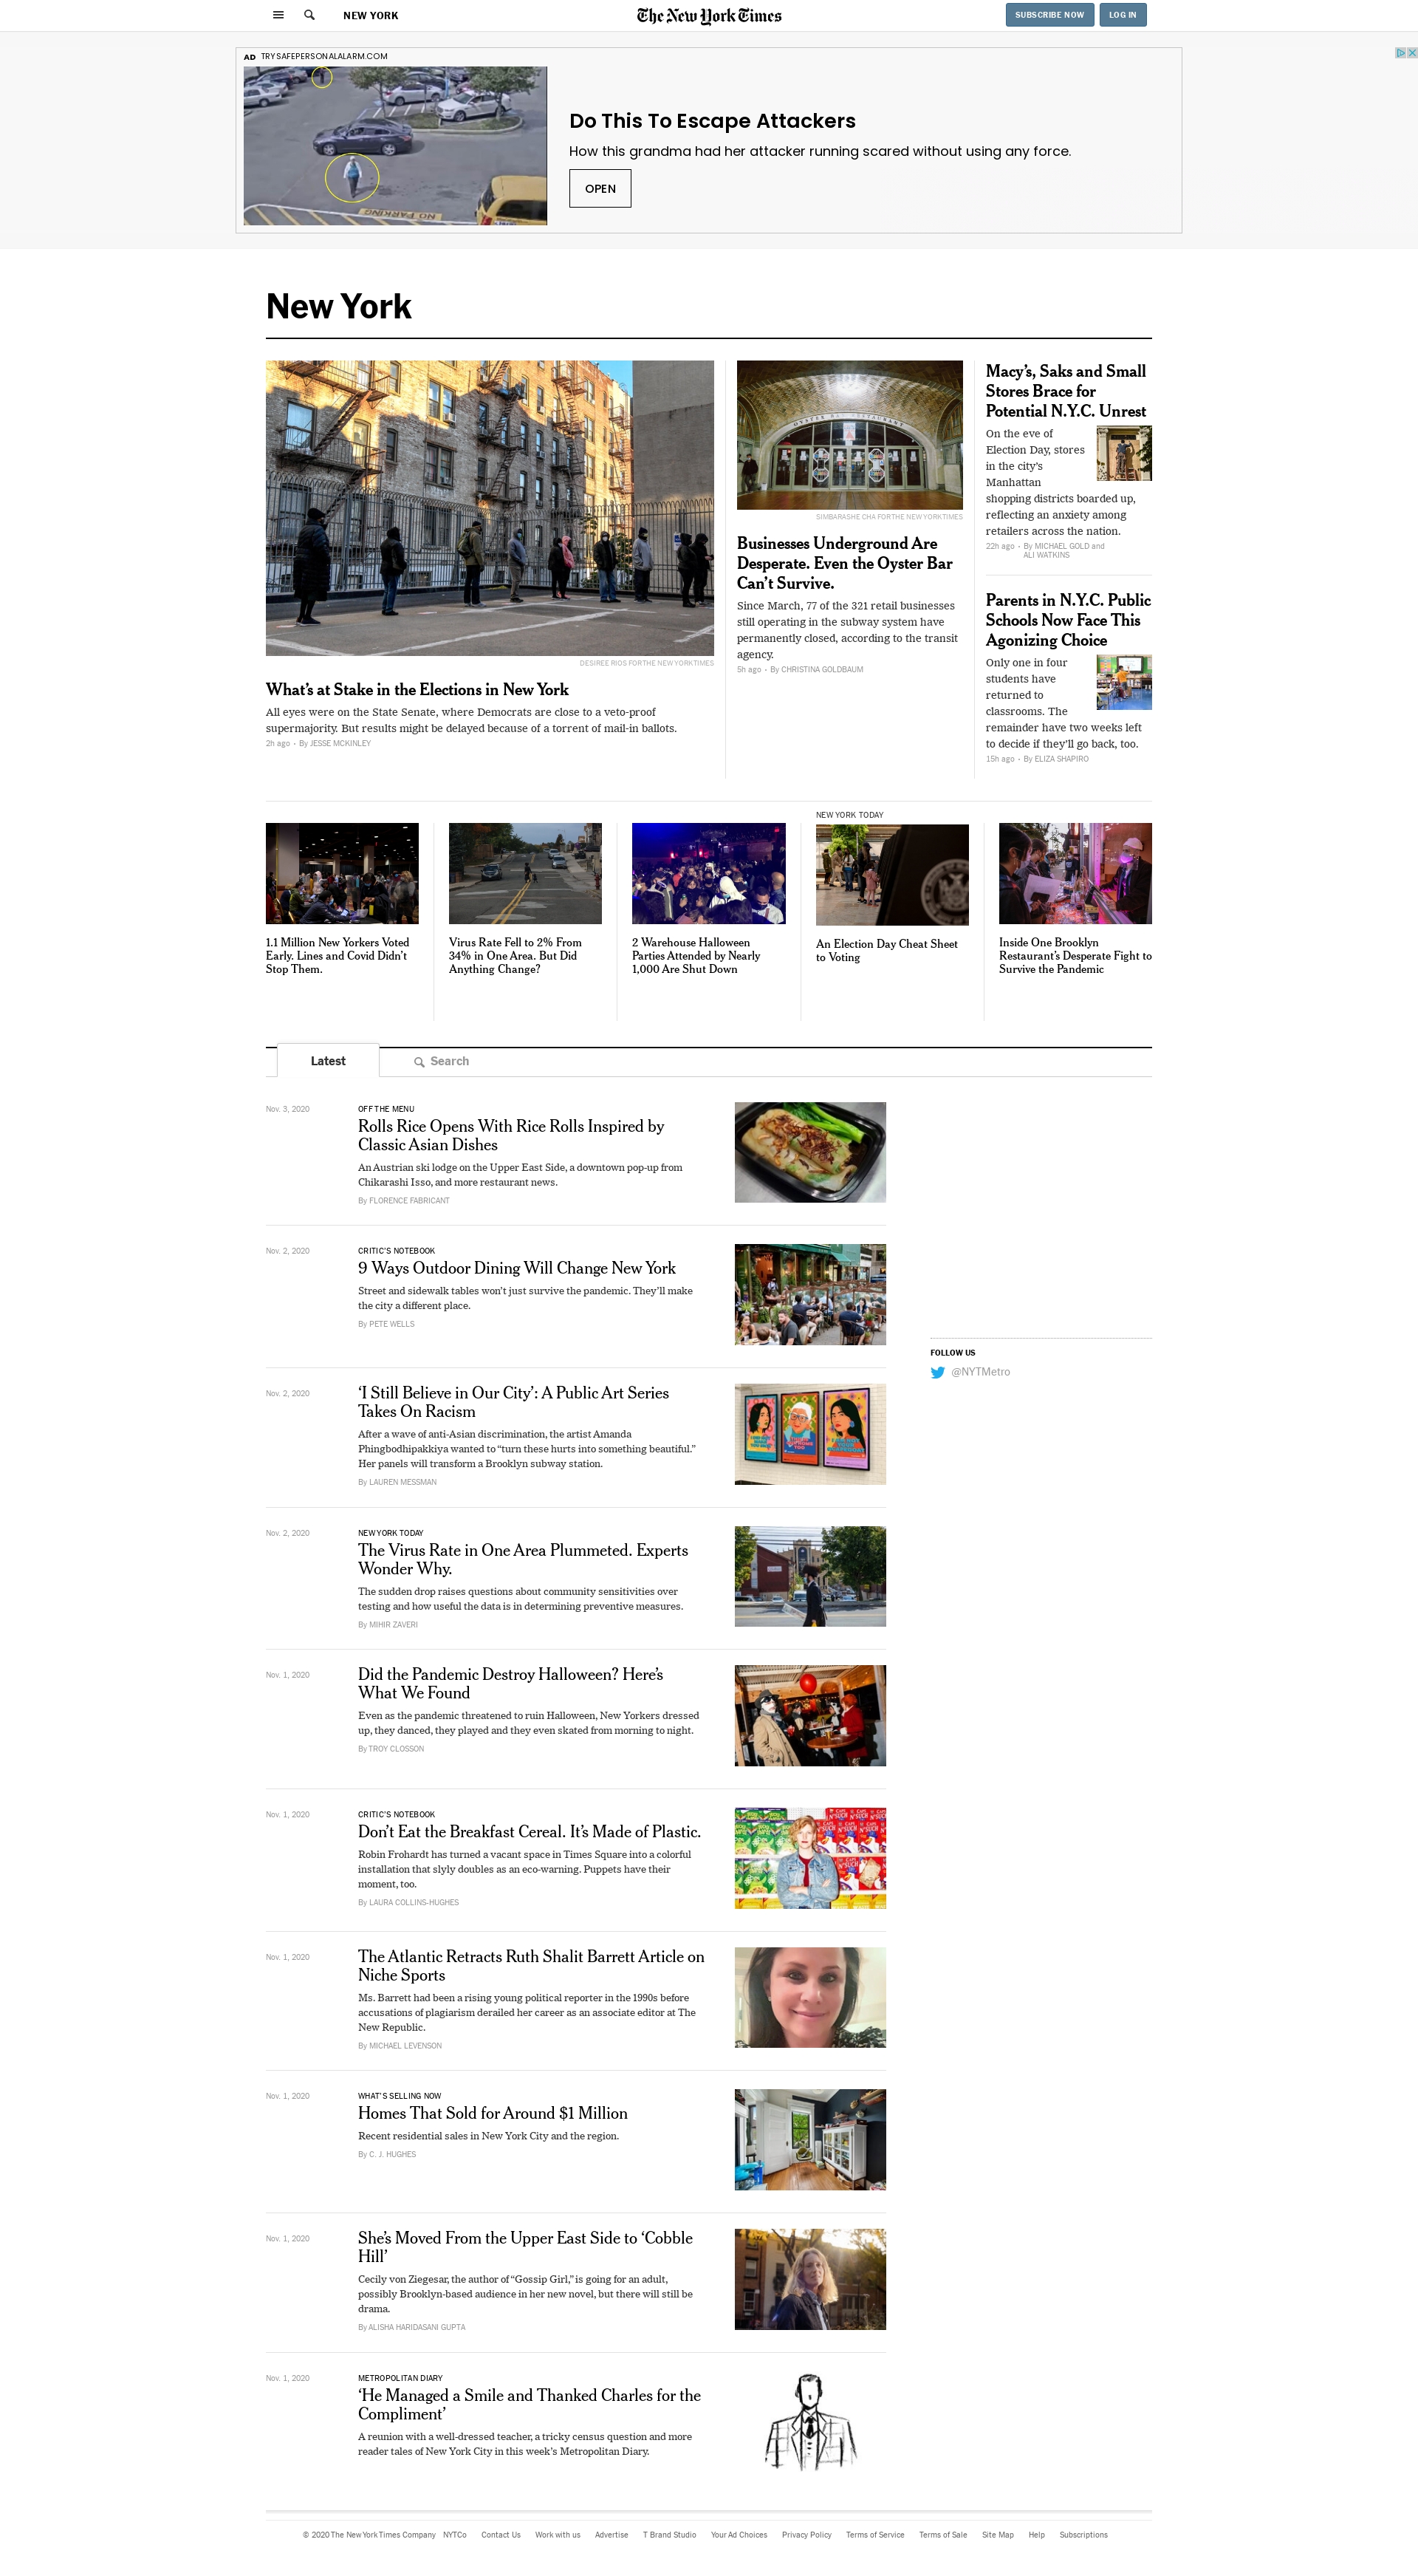 NEW YORK
The New York Times
SUBSCRIBE NOW
LOG IN
AD TRYSAFEPERSONALALARM.COM
NO PARKING
Do This To Escape Attackers
How this grandma had her attacker running scared without using any force.
OPEN
New York
DESIREE RIOS FOR THE NEW YORK TIMES
What’s at Stake in the Elections in New York
All eyes were on the State Senate, where Democrats are close to a veto-proof
supermajority. But results might be delayed because of a torrent of mail-in ballots.
2h ago • By JESSE MCKINLEY
OYSTER BAR RESTAURANT
SIMBARASHE CHA FOR THE NEW YORK TIMES
Businesses Underground Are
Desperate. Even the Oyster Bar
Can’t Survive.
Since March, 77 of the 321 retail businesses
still operating in the subway system have
permanently closed, according to the transit
agency.
5h ago • By CHRISTINA GOLDBAUM
Macy’s, Saks and Small
Stores Brace for
Potential N.Y.C. Unrest
On the eve of
Election Day, stores
in the city’s
Manhattan
shopping districts boarded up,
reflecting an anxiety among
retailers across the nation.
22h ago • By MICHAEL GOLD and
ALI WATKINS
Parents in N.Y.C. Public
Schools Now Face This
Agonizing Choice
Only one in four
students have
returned to
classrooms. The
remainder have two weeks left
to decide if they’ll go back, too.
15h ago • By ELIZA SHAPIRO
1.1 Million New Yorkers Voted
Early. Lines and Covid Didn’t
Stop Them.
Virus Rate Fell to 2% From
34% in One Area. But Did
Anything Change?
2 Warehouse Halloween
Parties Attended by Nearly
1,000 Are Shut Down
NEW YORK TODAY
An Election Day Cheat Sheet
to Voting
Inside One Brooklyn
Restaurant’s Desperate Fight to
Survive the Pandemic
Latest
Search
Nov. 3, 2020
OFF THE MENU
Rolls Rice Opens With Rice Rolls Inspired by
Classic Asian Dishes
An Austrian ski lodge on the Upper East Side, a downtown pop-up from
Chikarashi Isso, and more restaurant news.
By FLORENCE FABRICANT
Nov. 2, 2020
CRITIC’S NOTEBOOK
9 Ways Outdoor Dining Will Change New York
Street and sidewalk tables won’t just survive the pandemic. They’ll make
the city a different place.
By PETE WELLS
FOLLOW US
@NYTMetro
Nov. 2, 2020
‘I Still Believe in Our City’: A Public Art Series
Takes On Racism
After a wave of anti-Asian discrimination, the artist Amanda
Phingbodhipakkiya wanted to “turn these hurts into something beautiful.”
Her panels will transform a Brooklyn subway station.
By LAUREN MESSMAN
Nov. 2, 2020
NEW YORK TODAY
The Virus Rate in One Area Plummeted. Experts
Wonder Why.
The sudden drop raises questions about community sensitivities over
testing and how useful the data is in determining preventive measures.
By MIHIR ZAVERI
Nov. 1, 2020
Did the Pandemic Destroy Halloween? Here’s
What We Found
Even as the pandemic threatened to ruin Halloween, New Yorkers dressed
up, they danced, they played and they even skated from morning to night.
By TROY CLOSSON
Nov. 1, 2020
CRITIC’S NOTEBOOK
Don’t Eat the Breakfast Cereal. It’s Made of Plastic.
Robin Frohardt has turned a vacant space in Times Square into a colorful
installation that slyly doubles as an eco-warning. Puppets have their
moment, too.
By LAURA COLLINS-HUGHES
Nov. 1, 2020
The Atlantic Retracts Ruth Shalit Barrett Article on
Niche Sports
Ms. Barrett had been a rising young political reporter in the 1990s before
accusations of plagiarism derailed her career as an associate editor at The
New Republic.
By MICHAEL LEVENSON
Nov. 1, 2020
WHAT’S SELLING NOW
Homes That Sold for Around $1 Million
Recent residential sales in New York City and the region.
By C. J. HUGHES
Nov. 1, 2020
She’s Moved From the Upper East Side to ‘Cobble
Hill’
Cecily von Ziegesar, the author of “Gossip Girl,” is going for an adult,
possibly Brooklyn-based audience in her new novel, but there will still be
drama.
By ALISHA HARIDASANI GUPTA
Nov. 1, 2020
METROPOLITAN DIARY
‘He Managed a Smile and Thanked Charles for the
Compliment’
A reunion with a well-dressed teacher, a tricky census question and more
reader tales of New York City in this week’s Metropolitan Diary.
© 2020 The New York Times Company NYTCo Contact Us Work with us Advertise T Brand Studio Your Ad Choices Privacy Policy Terms of Service Terms of Sale Site Map Help Subscriptions